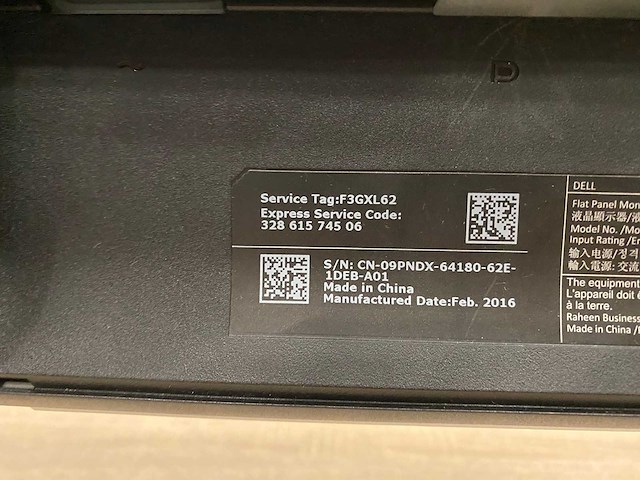 Service Tag:F3GXL62
Express Service Code:
328 615 745 06
S/N: CN-09PNDX-64180-62E-
1DEB-A01
Made in China
Manufactured Date:Feb. 2016
DELL
Flat Panel Mon
液晶顯示器/液
Model No. /Mo
Input Rating /En
输入电源/정격
輸入電源: 交流
The equipment
L'appareil doit ê
à la terre.
Raheen Business
Made in China /